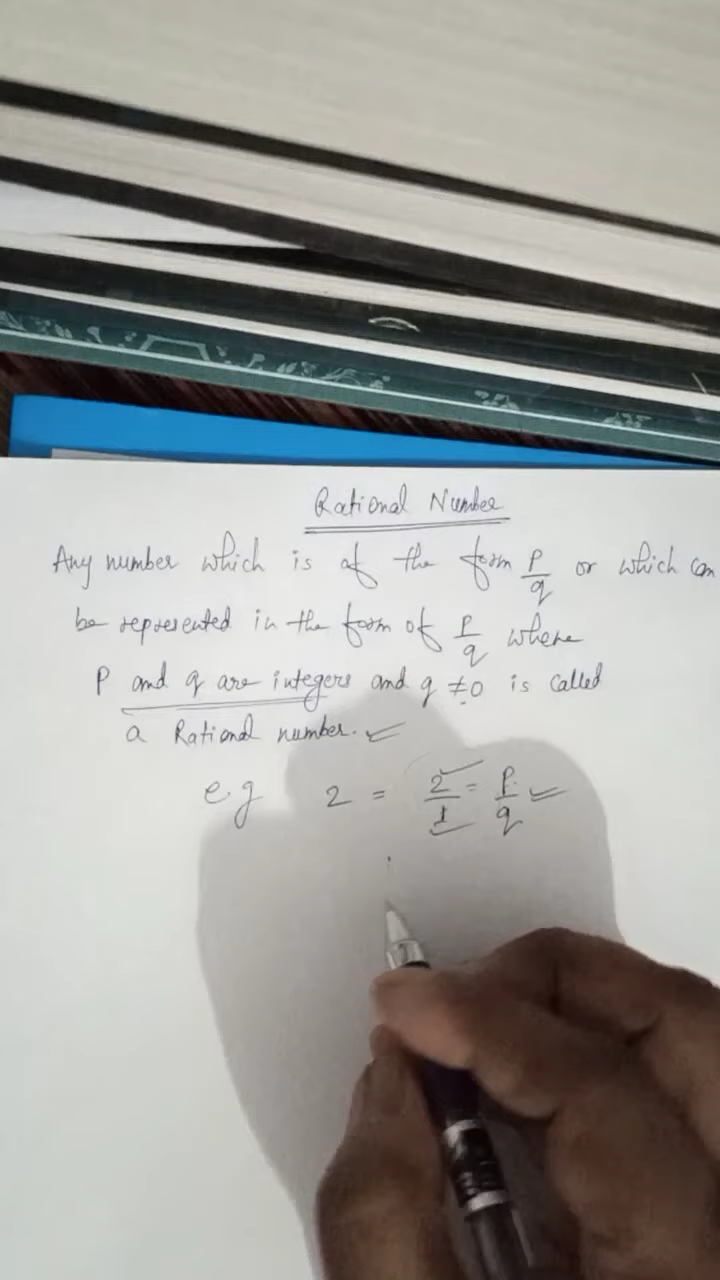 Rational Number
Any number which is of the form P/q or which can
be represented in the form of P/q where
P and q are integers and q ≠ 0 is called
a Rational number.
eg 2 = 2/1 = P/q